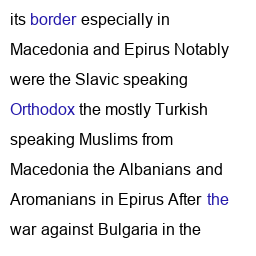 its border especially in
Macedonia and Epirus Notably
were the Slavic speaking
Orthodox the mostly Turkish
speaking Muslims from
Macedonia the Albanians and
Aromanians in Epirus After the
war against Bulgaria in the